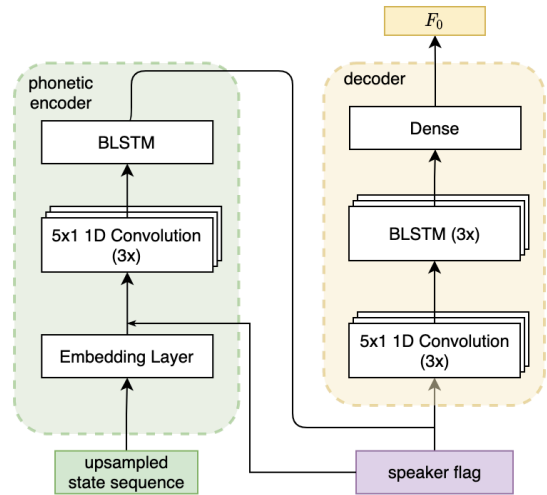 F₀
phonetic
encoder
decoder
BLSTM
Dense
5x1 1D Convolution
(3x)
BLSTM (3x)
Embedding Layer
5x1 1D Convolution
(3x)
upsampled
state sequence
speaker flag